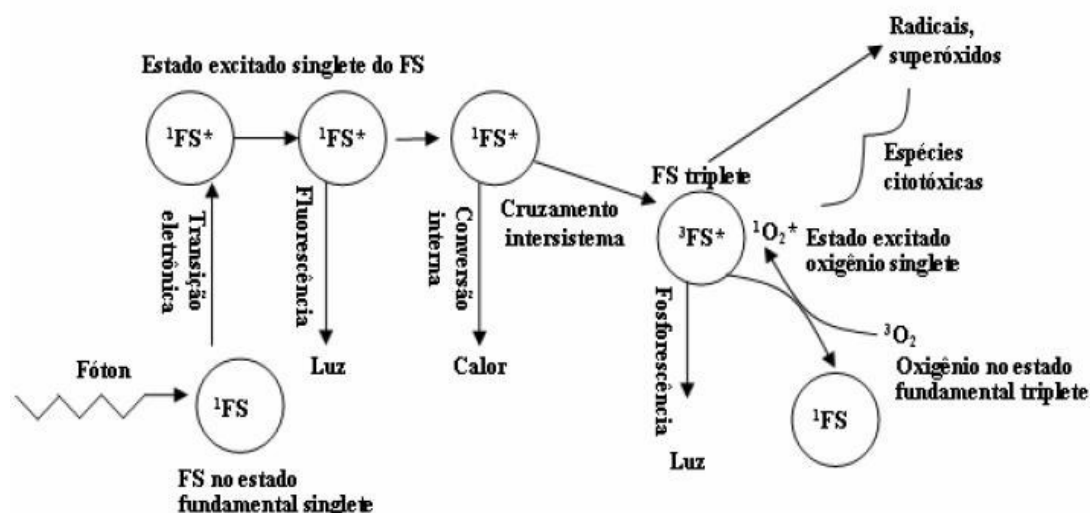 Radicais,
superóxidos
Estado excitado singlete do FS
¹FS*
¹FS*
¹FS*
Espécies
citotóxicas
FS triplete
Transição
eletrônica
Fluorescência
Conversão
interna
Cruzamento
intersistema
³FS*
¹O₂*
Estado excitado
oxigênio singlete
Fosforescência
³O₂
Fóton
Luz
Calor
Oxigênio no estado
fundamental triplete
¹FS
¹FS
Luz
FS no estado
fundamental singlete